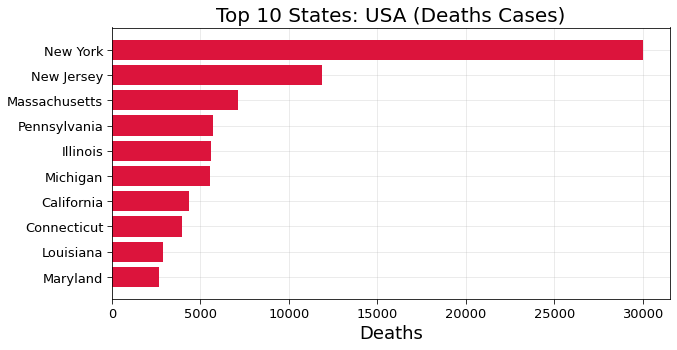 Top 10 States: USA (Deaths Cases)
New York
New Jersey
Massachusetts
Pennsylvania
Illinois
Michigan
California
Connecticut
Louisiana
Maryland
0 5000 10000 15000 20000 25000 30000
Deaths